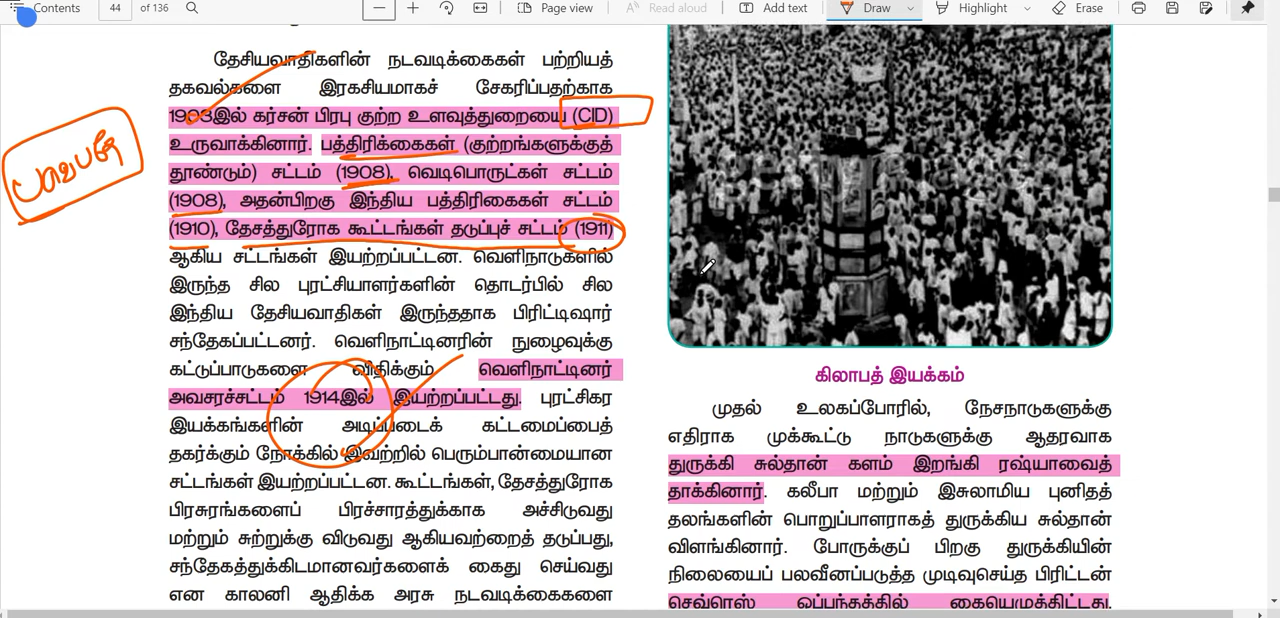 Contents
44
of 136
Page view
Read aloud
Add text
Draw
Highlight
Erase
தேசியவாதிகளின் நடவடிக்கைகள் பற்றியத்
தகவல்களை இரகசியமாகச் சேகரிப்பதற்காக
1903இல் கர்சன் பிரபு குற்ற உளவுத்துறையை (CID)
உருவாக்கினார். பத்திரிக்கைகள் (குற்றங்களுக்குத்
தூண்டும்) சட்டம் (1908), வெடிபொருட்கள் சட்டம்
(1908), அதன்பிறகு இந்திய பத்திரிகைகள் சட்டம்
(1910), தேசத்துரோக கூட்டங்கள் தடுப்புச் சட்டம் (1911)
ஆகிய சட்டங்கள் இயற்றப்பட்டன. வெளிநாடுகளில்
இருந்த சில புரட்சியாளர்களின் தொடர்பில் சில
இந்திய தேசியவாதிகள் இருந்ததாக பிரிட்டிஷார்
சந்தேகப்பட்டனர். வெளிநாட்டினரின் நுழைவுக்கு
கட்டுப்பாடுகளை விதிக்கும் வெளிநாட்டினர்
அவசரச்சட்டம் 1914இல் இயற்றப்பட்டது. புரட்சிகர
இயக்கங்களின் அடிப்படைக் கட்டமைப்பைத்
தகர்க்கும் நோக்கில் இவற்றில் பெரும்பான்மையான
சட்டங்கள் இயற்றப்பட்டன. கூட்டங்கள், தேசத்துரோக
பிரசுரங்களைப் பிரச்சாரத்துக்காக அச்சிடுவது
மற்றும் சுற்றுக்கு விடுவது ஆகியவற்றைத் தடுப்பது,
சந்தேகத்துக்கிடமானவர்களைக் கைது செய்வது
என காலனி ஆதிக்க அரசு நடவடிக்கைகளை
கிலாபத் இயக்கம்
முதல் உலகப்போரில், நேசநாடுகளுக்கு
எதிராக முக்கூட்டு நாடுகளுக்கு ஆதரவாக
துருக்கி சுல்தான் களம் இறங்கி ரஷ்யாவைத்
தாக்கினார். கலீபா மற்றும் இசுலாமிய புனிதத்
தலங்களின் பொறுப்பாளராகத் துருக்கிய சுல்தான்
விளங்கினார். போருக்குப் பிறகு துருக்கியின்
நிலையைப் பலவீனப்படுத்த முடிவுசெய்த பிரிட்டன்
செவ்ரெஸ் ஒப்பந்தத்தில் கையெழுத்திட்டது.